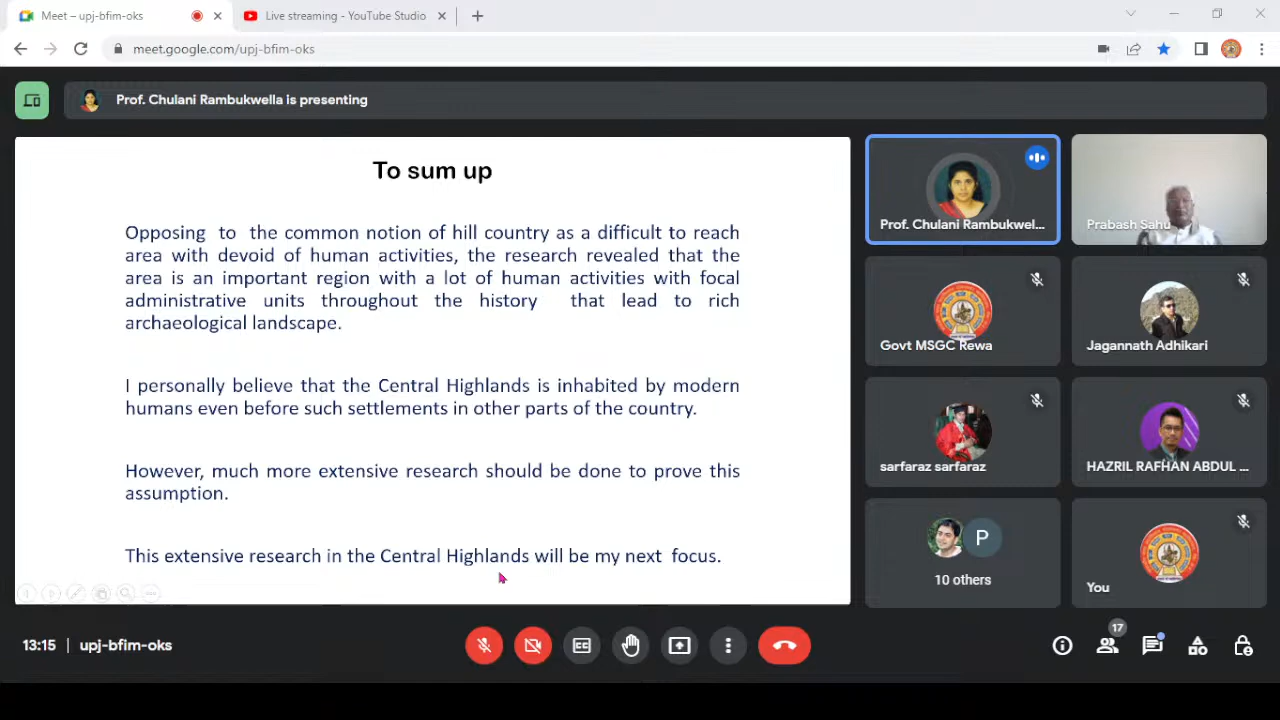 Meet – upj-bfim-oks
Live streaming - YouTube Studio
meet.google.com/upj-bfim-oks
Prof. Chulani Rambukwella is presenting
To sum up
Opposing to the common notion of hill country as a difficult to reach
area with devoid of human activities, the research revealed that the
area is an important region with a lot of human activities with focal
administrative units throughout the history that lead to rich
archaeological landscape.
I personally believe that the Central Highlands is inhabited by modern
humans even before such settlements in other parts of the country.
However, much more extensive research should be done to prove this
assumption.
This extensive research in the Central Highlands will be my next focus.
Prof. Chulani Rambukwel...
Prabash Sahu
Govt MSGC Rewa
Jagannath Adhikari
sarfaraz sarfaraz
HAZRIL RAFHAN ABDUL ...
P
10 others
You
13:15 | upj-bfim-oks
CC
17